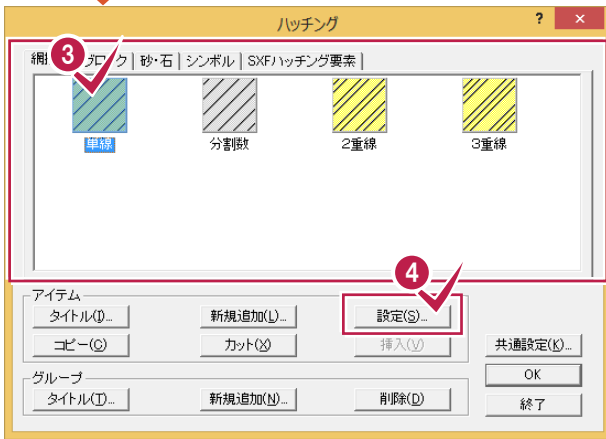 ハッチング ? ×
3
網 ブロック 砂・石 シンボル SXFハッチング要素
単線 分割数 2重線 3重線
4
アイテム
タイトル(I)... 新規追加(L)... 設定(S)...
コピー(C) カット(X) 挿入(V) 共通設定(K)...
グループ OK
タイトル(T)... 新規追加(N)... 削除(D) 終了